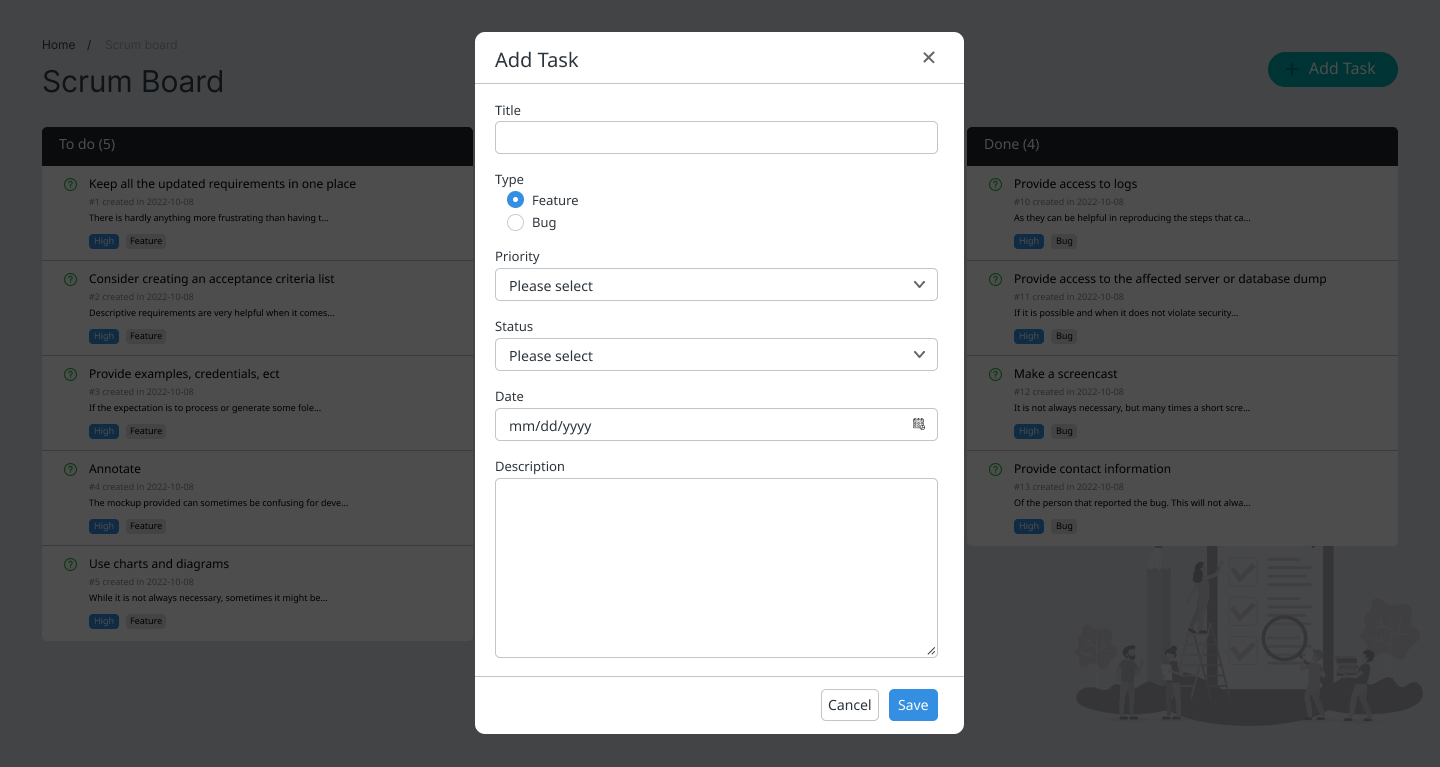 Home / Scrum board
Scrum Board
Add Task
To do (5)
Keep all the updated requirements in one place
#1 created in 2022-10-08
There is hardly anything more frustrating than having t...
High Feature
Consider creating an acceptance criteria list
#2 created in 2022-10-08
Descriptive requirements are very helpful when it comes...
High Feature
Provide examples, credentials, ect
#3 created in 2022-10-08
If the expectation is to process or generate some fole...
High Feature
Annotate
#4 created in 2022-10-08
The mockup provided can sometimes be confusing for deve...
High Feature
Use charts and diagrams
#5 created in 2022-10-08
While it is not always necessary, sometimes it might be...
High Feature
Add Task
Title
Type
Feature
Bug
Priority
Please select
Status
Please select
Date
mm/dd/yyyy
Description
Cancel Save
Done (4)
Provide access to logs
#10 created in 2022-10-08
As they can be helpful in reproducing the steps that ca...
High Bug
Provide access to the affected server or database dump
#11 created in 2022-10-08
If it is possible and when it does not violate security...
High Bug
Make a screencast
#12 created in 2022-10-08
It is not always necessary, but many times a short scre...
High Bug
Provide contact information
#13 created in 2022-10-08
Of the person that reported the bug. This will not alwa...
High Bug